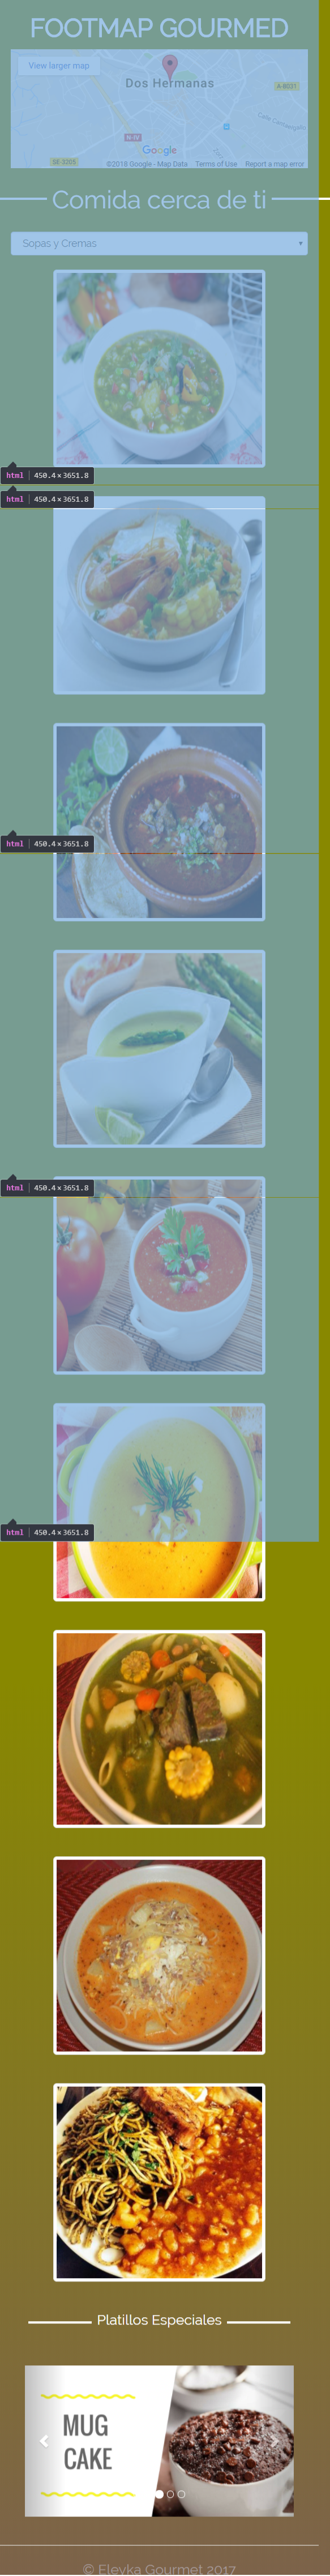 FOOTMAP GOURMED
View larger map
Dos Hermanas
A-8031
Calle Cantaelgallo
SE-3205
Google
©2018 Google - Map Data Terms of Use Report a map error
Comida cerca de ti
Sopas y Cremas
html 450.4 × 3651.8
html 450.4 × 3651.8
html 450.4 × 3651.8
html 450.4 × 3651.8
html 450.4 × 3651.8
Platillos Especiales
MUG
CAKE
© Elevka Gourmet 2017